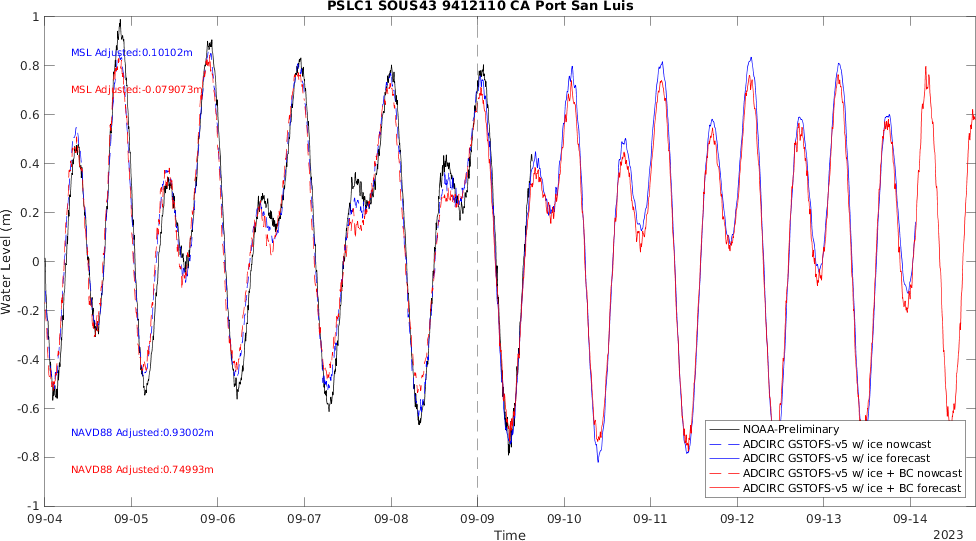 PSLC1 SOUS43 9412110 CA Port San Luis
1
0.8
0.6
0.4
0.2
0
-0.2
-0.4
-0.6
-0.8
-1
Water Level (m)
MSL Adjusted:0.10102m
MSL Adjusted:-0.079073m
NAVD88 Adjusted:0.93002m
NAVD88 Adjusted:0.74993m
NOAA-Preliminary
ADCIRC GSTOFS-v5 w/ ice nowcast
ADCIRC GSTOFS-v5 w/ ice forecast
ADCIRC GSTOFS-v5 w/ ice + BC nowcast
ADCIRC GSTOFS-v5 w/ ice + BC forecast
09-04 09-05 09-06 09-07 09-08 09-09 09-10 09-11 09-12 09-13 09-14
Time
2023